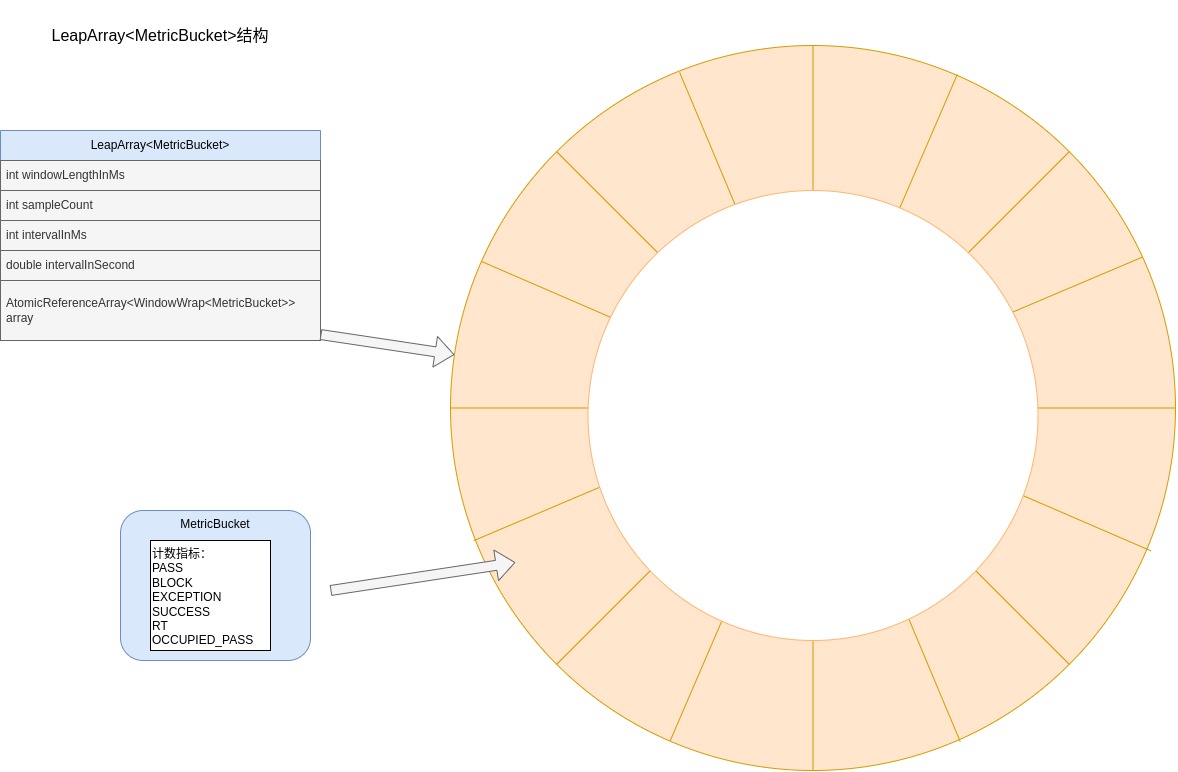 LeapArray<MetricBucket>结构
LeapArray<MetricBucket>
int windowLengthInMs
int sampleCount
int intervalInMs
double intervalInSecond
AtomicReferenceArray<WindowWrap<MetricBucket>>
array
MetricBucket
计数指标：
PASS
BLOCK
EXCEPTION
SUCCESS
RT
OCCUPIED_PASS